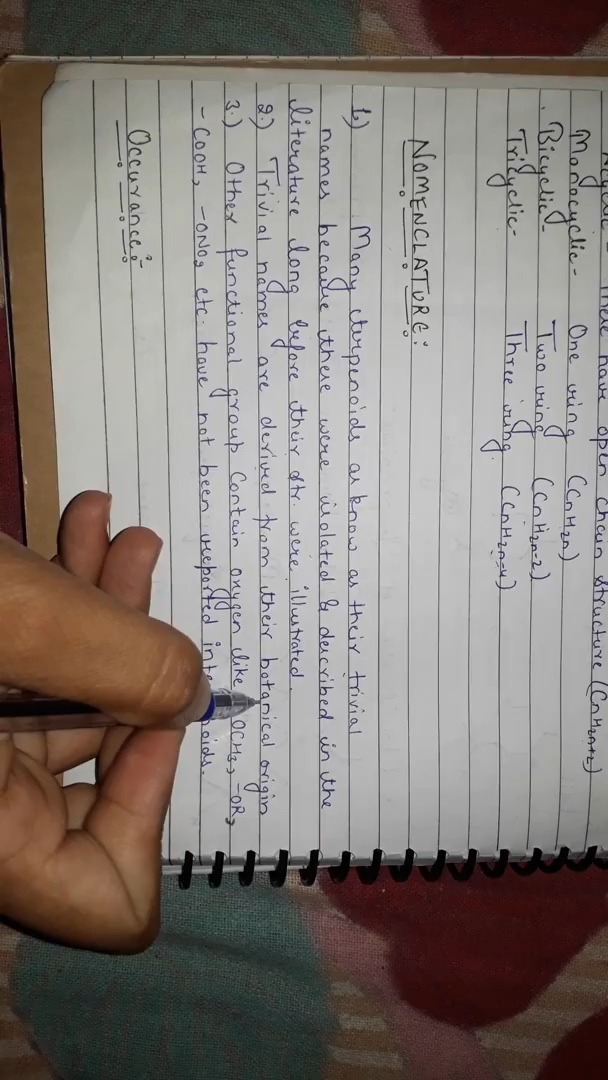 Acyclic - These have open chain structure (CnH2n+2)
Monocyclic - One ring (CnH2n)
Bicyclic - Two ring (CnH2n-2)
Tricyclic - Three ring (CnH2n-4)
NOMENCLATURE:
1) Many terpenoids as know as their trivial
names because there were isolated & described in the
literature long before their str. were illustrated.
2.) Trivial names are derived from their botanical origin
3.) Other functional group Contain oxygen like OCH3, -OR,
- COOH, -ONO2 etc. have not been reported in
Occurance: